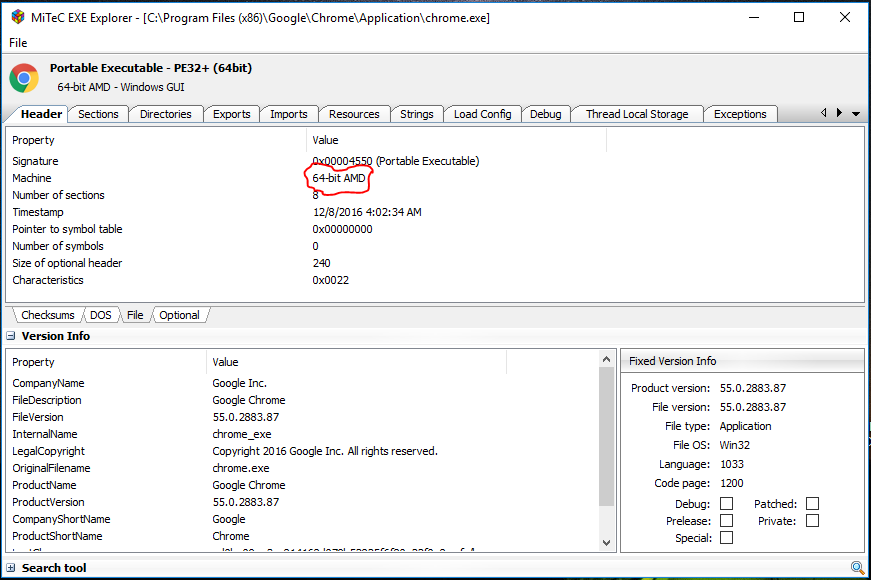 MiTeC EXE Explorer - [C:\Program Files (x86)\Google\Chrome\Application\chrome.exe]
File
Portable Executable - PE32+ (64bit)
64-bit AMD - Windows GUI
Header Sections Directories Exports Imports Resources Strings Load Config Debug Thread Local Storage Exceptions
Property Value
Signature 0x00004550 (Portable Executable)
Machine 64-bit AMD
Number of sections 8
Timestamp 12/8/2016 4:02:34 AM
Pointer to symbol table 0x00000000
Number of symbols 0
Size of optional header 240
Characteristics 0x0022
Checksums DOS File Optional
Version Info
Property Value
CompanyName Google Inc.
FileDescription Google Chrome
FileVersion 55.0.2883.87
InternalName chrome_exe
LegalCopyright Copyright 2016 Google Inc. All rights reserved.
OriginalFilename chrome.exe
ProductName Google Chrome
ProductVersion 55.0.2883.87
CompanyShortName Google
ProductShortName Chrome
Fixed Version Info
Product version: 55.0.2883.87
File version: 55.0.2883.87
File type: Application
File OS: Win32
Language: 1033
Code page: 1200
Debug: Patched:
Prelease: Private:
Special:
Search tool